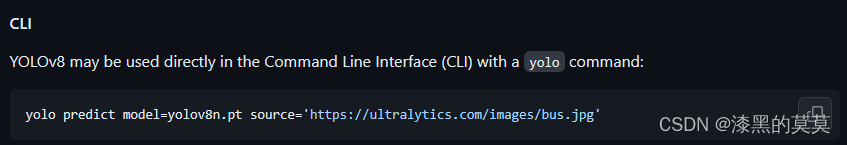 CLI
YOLOv8 may be used directly in the Command Line Interface (CLI) with a yolo command:
yolo predict model=yolov8n.pt source='https://ultralytics.com/images/bus.jpg'
CSDN @漆黑的莫莫